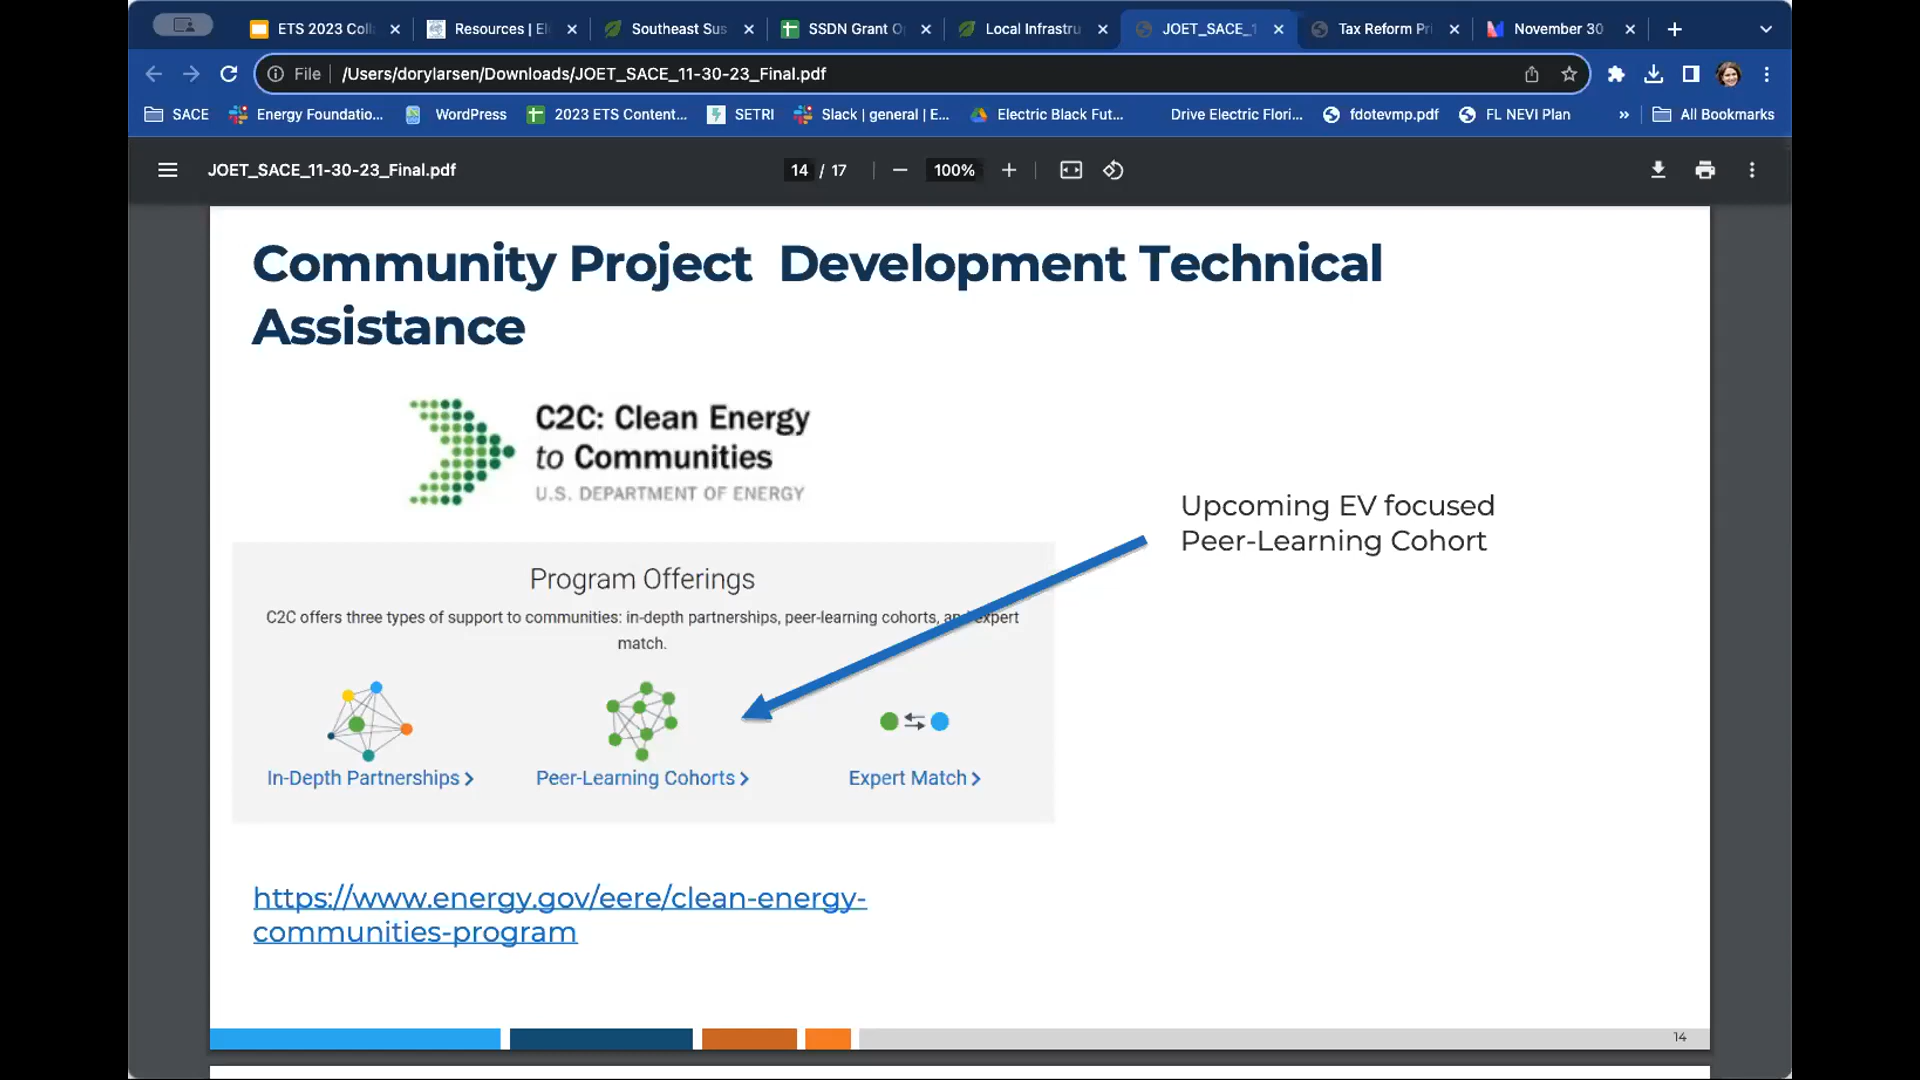 ETS 2023 Coll
Resources | El
Southeast Sus
SSDN Grant O
Local Infrastru
JOET_SACE_1
Tax Reform Pri
November 30
File
/Users/dorylarsen/Downloads/JOET_SACE_11-30-23_Final.pdf
SACE
Energy Foundatio...
WordPress
2023 ETS Content...
SETRI
Slack | general | E...
Electric Black Fut...
Drive Electric Flori...
fdotevmp.pdf
FL NEVI Plan
»
All Bookmarks
JOET_SACE_11-30-23_Final.pdf
14 / 17
100%
Community Project Development Technical
Assistance
C2C: Clean Energy
to Communities
U.S. DEPARTMENT OF ENERGY
Upcoming EV focused
Peer-Learning Cohort
Program Offerings
C2C offers three types of support to communities: in-depth partnerships, peer-learning cohorts, and expert
match.
In-Depth Partnerships
Peer-Learning Cohorts
Expert Match
https://www.energy.gov/eere/clean-energy-
communities-program
14